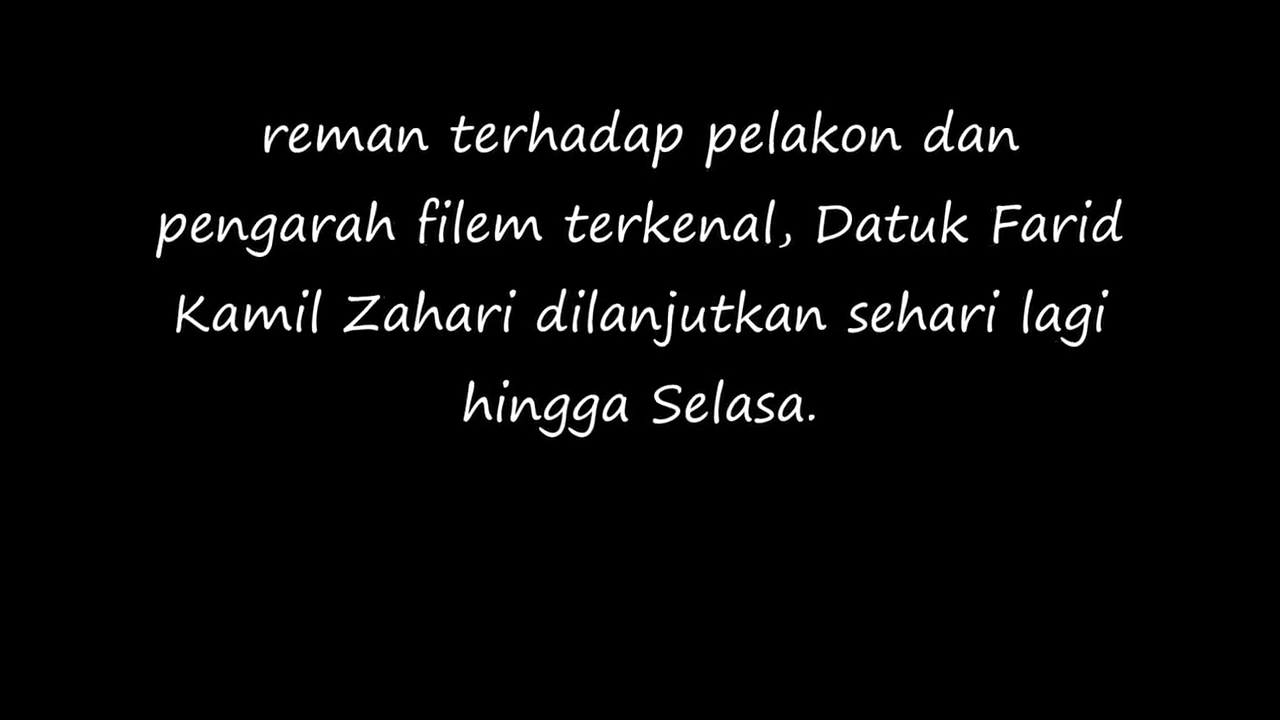 reman terhadap pelakon dan
pengarah filem terkenal, Datuk Farid
Kamil Zahari dilanjutkan sehari lagi
hingga Selasa.